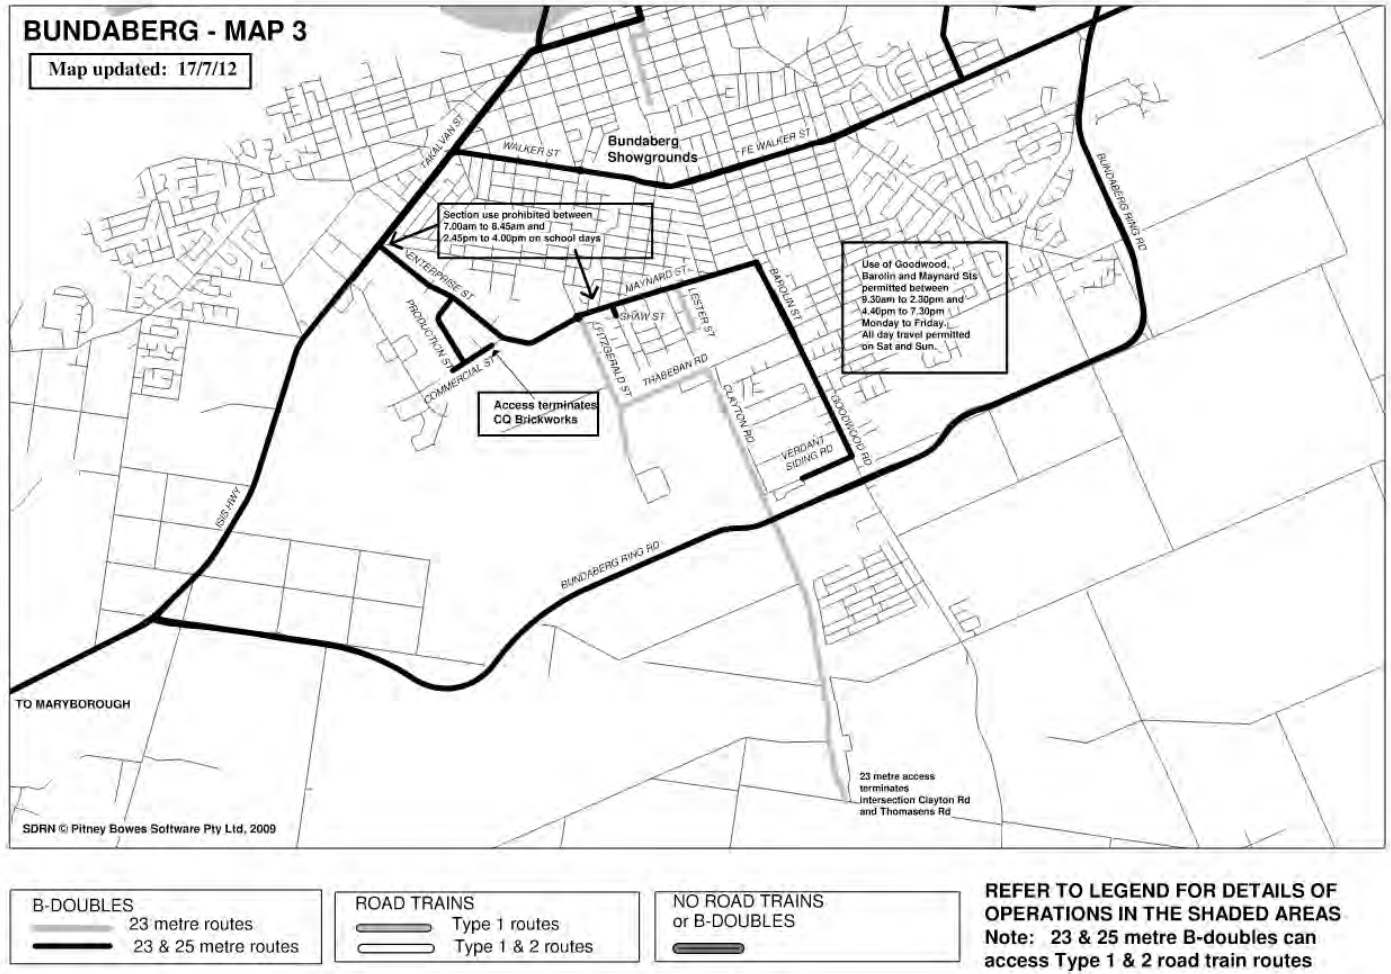 BUNDABERG - MAP 3
Map updated: 17/7/12
TAKALVAN ST
WALKER ST
Bundaberg
Showgrounds
FE WALKER ST
BUNDABERG RING RD
Section use prohibited between
7.00am to 8.45am and
2.45pm to 4.00pm on school days
ENTERPRISE ST
MAYNARD ST
BAROLIN ST
Use of Goodwood,
Barolin and Maynard Sts
permitted between
9.30am to 2.30pm and
4.40pm to 7.30pm
Monday to Friday.
All day travel permitted
on Sat and Sun.
PRODUCTION ST
SHAW ST
LESTER ST
FITZGERALD ST
COMMERCIAL ST
THABEBAN RD
CLAYTON RD
Access terminates
CQ Brickworks
GOODWOOD RD
VERDANT
SIDING RD
ISIS HWY
BUNDABERG RING RD
TO MARYBOROUGH
23 metre access
terminates
intersection Clayton Rd
and Thomasens Rd
SDRN © Pitney Bowes Software Pty Ltd, 2009
B-DOUBLES
23 metre routes
23 & 25 metre routes
ROAD TRAINS
Type 1 routes
Type 1 & 2 routes
NO ROAD TRAINS
or B-DOUBLES
REFER TO LEGEND FOR DETAILS OF
OPERATIONS IN THE SHADED AREAS
Note: 23 & 25 metre B-doubles can
access Type 1 & 2 road train routes